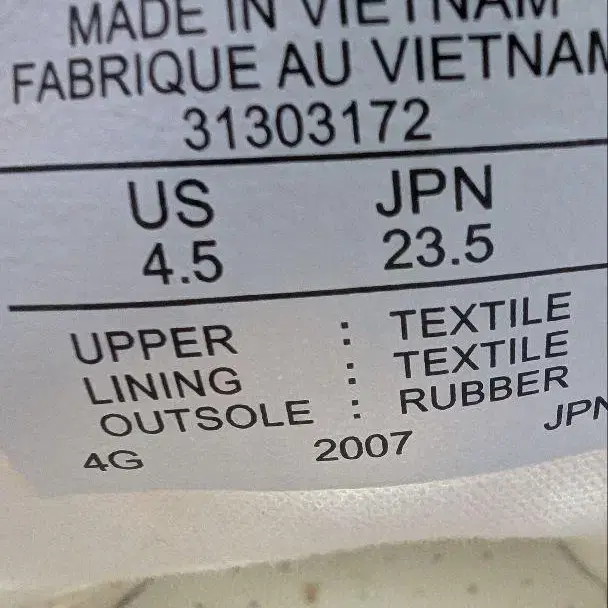 MADE IN VIETNAM
FABRIQUE AU VIETNAM
31303172
US JPN
4.5 23.5
UPPER : TEXTILE
LINING : TEXTILE
OUTSOLE : RUBBER
4G 2007 JPN